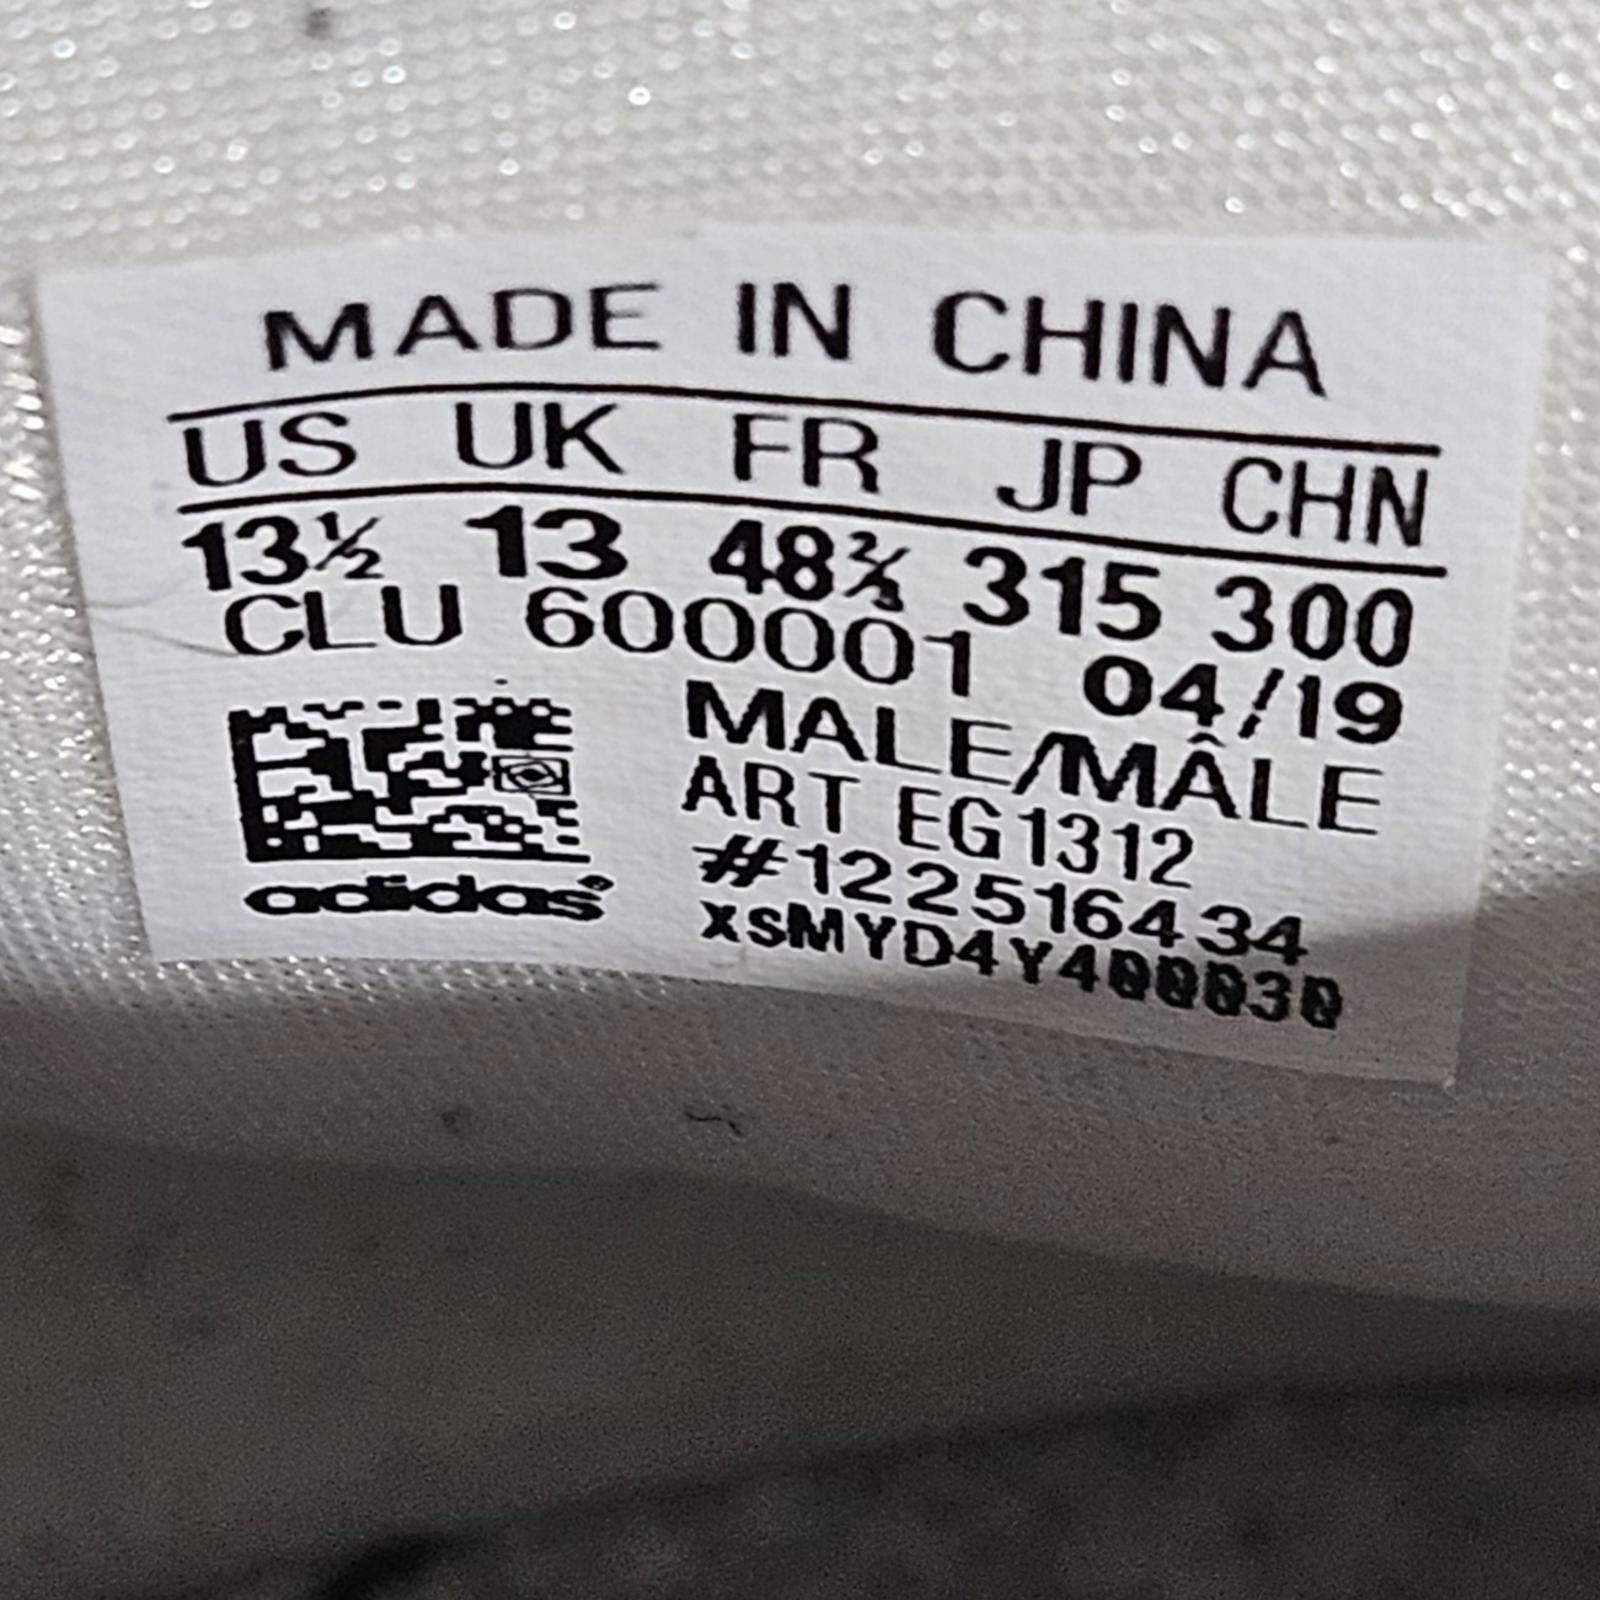 MADE IN CHINA
US UK FR JP CHN
13½ 13 48⅔ 315 300
CLU 600001 04/19
MALE/MÂLE
ART EG1312
#122516434
XSMYD4Y400030
adidas®